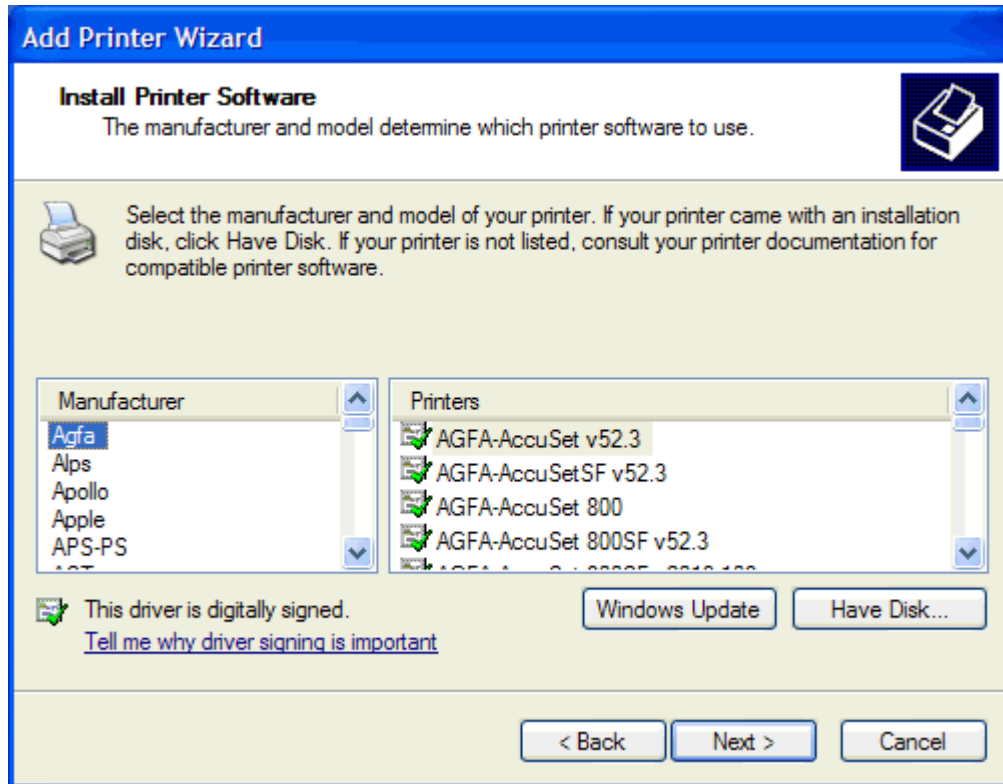 Add Printer Wizard
Install Printer Software
The manufacturer and model determine which printer software to use.
Select the manufacturer and model of your printer. If your printer came with an installation
disk, click Have Disk. If your printer is not listed, consult your printer documentation for
compatible printer software.
Manufacturer
Agfa
Alps
Apollo
Apple
APS-PS
Printers
AGFA-AccuSet v52.3
AGFA-AccuSetSF v52.3
AGFA-AccuSet 800
AGFA-AccuSet 800SF v52.3
This driver is digitally signed.
Tell me why driver signing is important
Windows Update
Have Disk...
< Back
Next >
Cancel